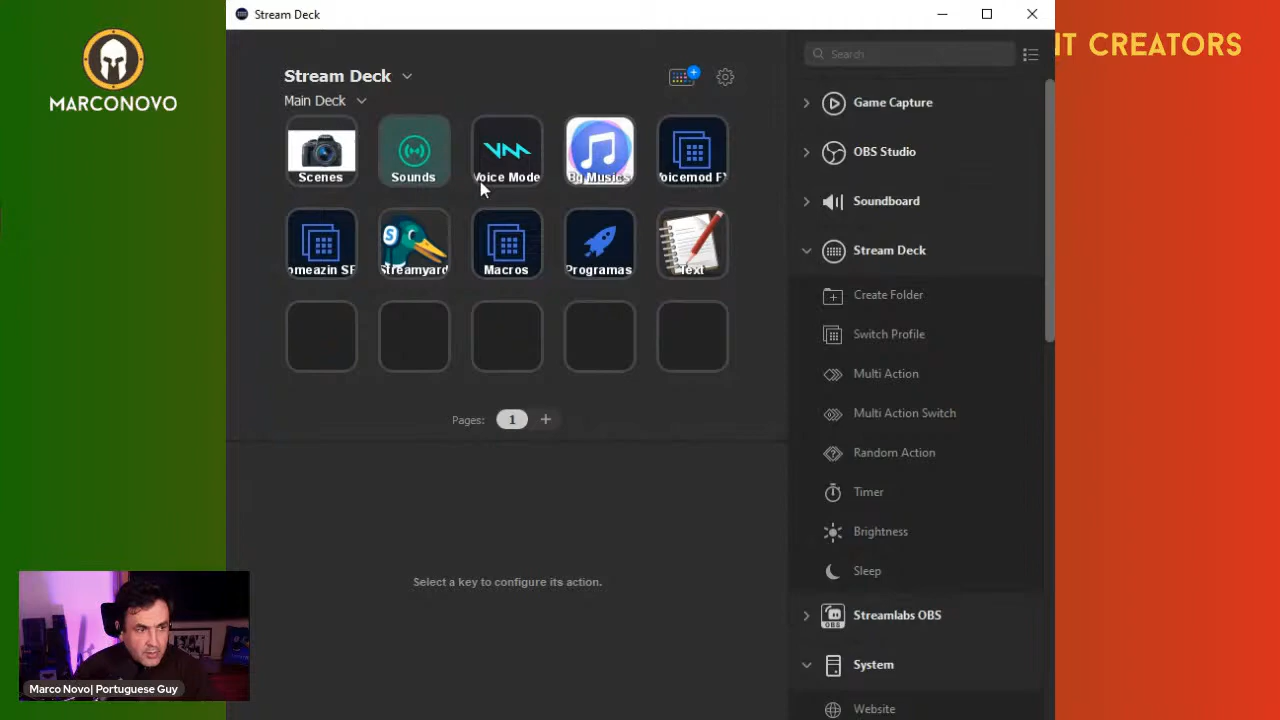 Stream Deck
NT CREATORS
MARCONOVO
Stream Deck
Main Deck
Scenes
Sounds
Voice Mode
Bg Musics
Voicemod FX
omeazin SF
Streamyard
Macros
Programas
Text
Pages: 1 +
Select a key to configure its action.
Search
Game Capture
OBS Studio
Soundboard
Stream Deck
Create Folder
Switch Profile
Multi Action
Multi Action Switch
Random Action
Timer
Brightness
Sleep
OBS
Streamlabs OBS
System
Website
Marco Novo| Portuguese Guy